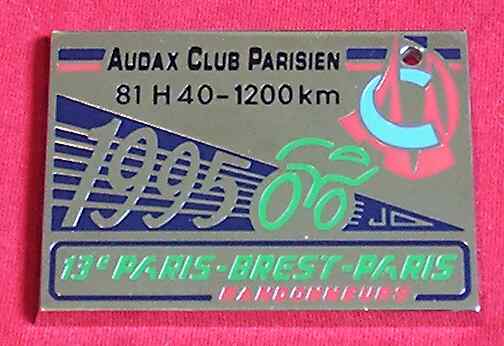 AUDAX CLUB PARISIEN
81 H 40-1200 km
1995
13e PARIS-BREST-PARIS
RANDONNEURS